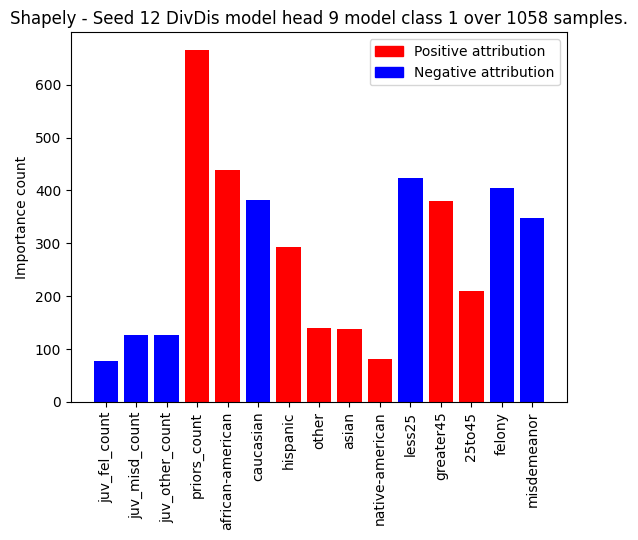 Shapely - Seed 12 DivDis model head 9 model class 1 over 1058 samples.
Positive attribution
Negative attribution
Importance count
600
500
400
300
200
100
0
juv_fel_count
juv_misd_count
juv_other_count
priors_count
african-american
caucasian
hispanic
other
asian
native-american
less25
greater45
25to45
felony
misdemeanor